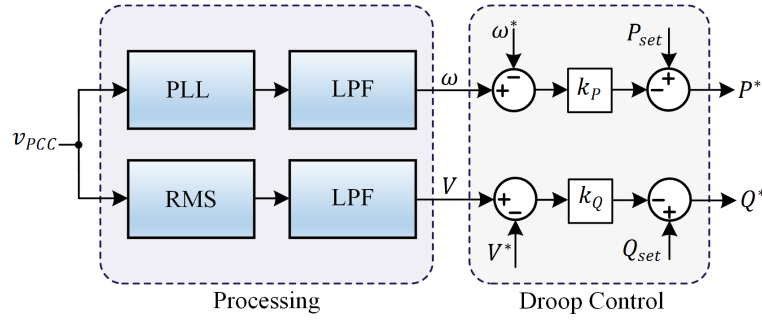 ω*
P_set
PLL
LPF
ω
k_P
P*
v_PCC
RMS
LPF
V
k_Q
Q*
V*
Q_set
Processing
Droop Control